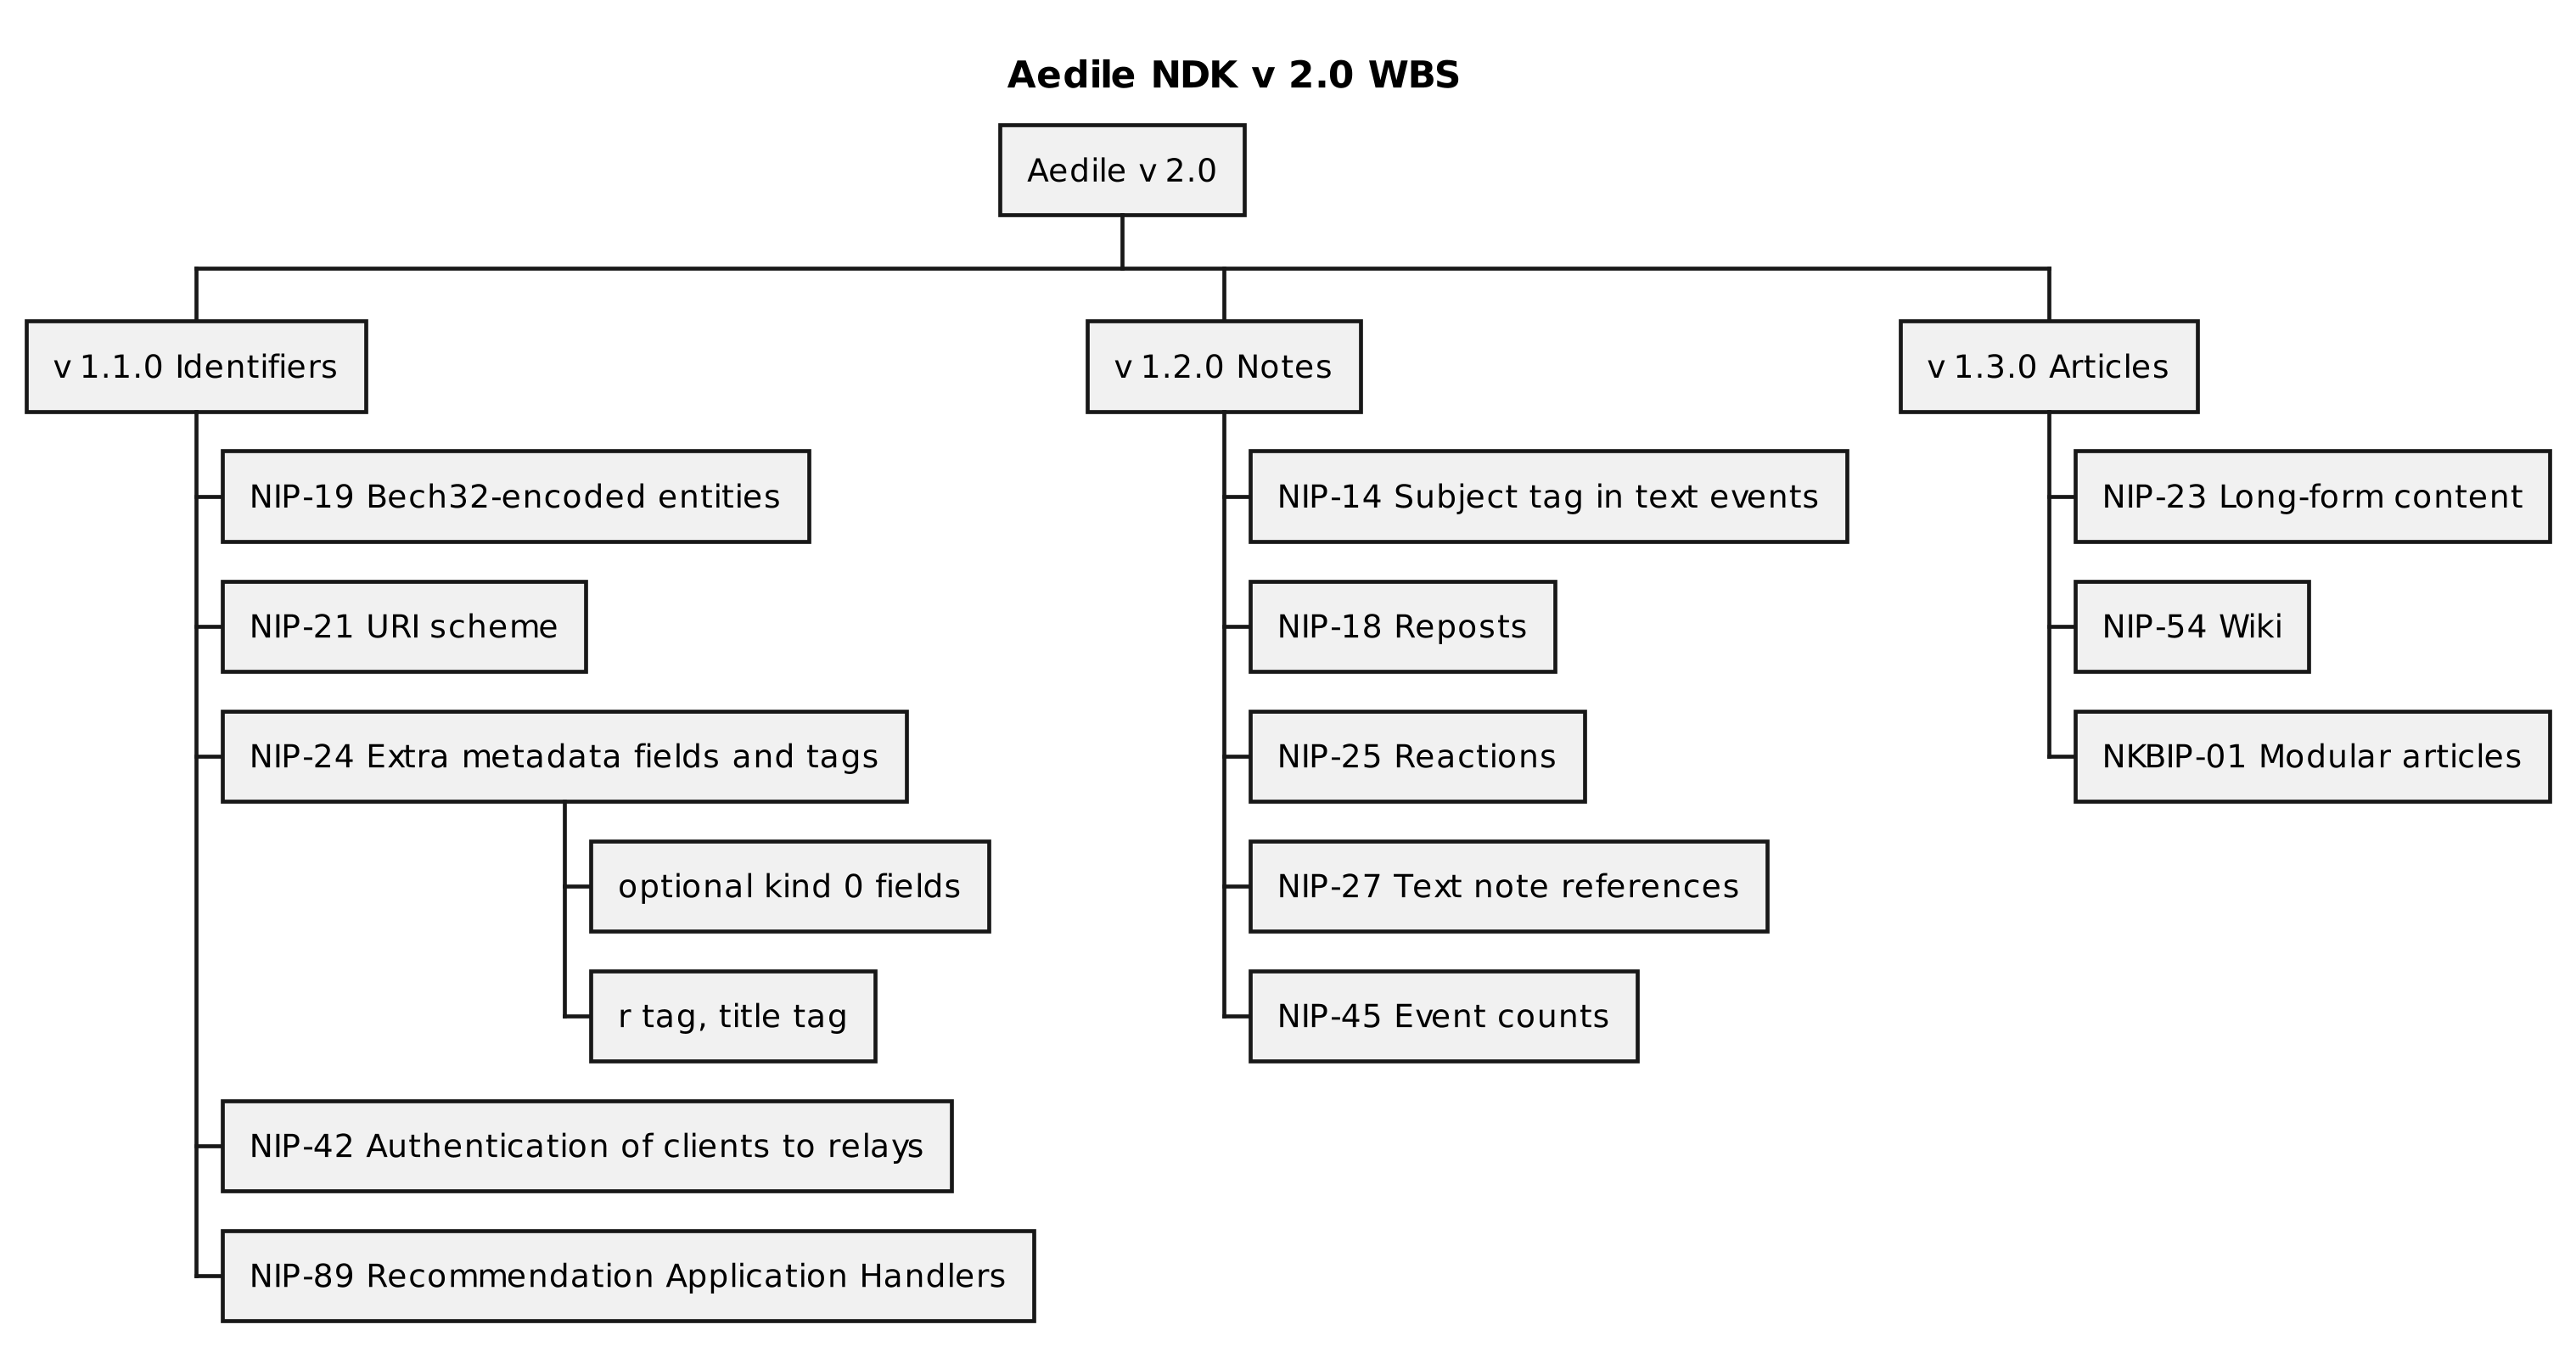 Aedile NDK v 2.0 WBS
Aedile v 2.0
v 1.1.0 Identifiers
NIP-19 Bech32-encoded entities
NIP-21 URI scheme
NIP-24 Extra metadata fields and tags
optional kind 0 fields
r tag, title tag
NIP-42 Authentication of clients to relays
NIP-89 Recommendation Application Handlers
v 1.2.0 Notes
NIP-14 Subject tag in text events
NIP-18 Reposts
NIP-25 Reactions
NIP-27 Text note references
NIP-45 Event counts
v 1.3.0 Articles
NIP-23 Long-form content
NIP-54 Wiki
NKBIP-01 Modular articles